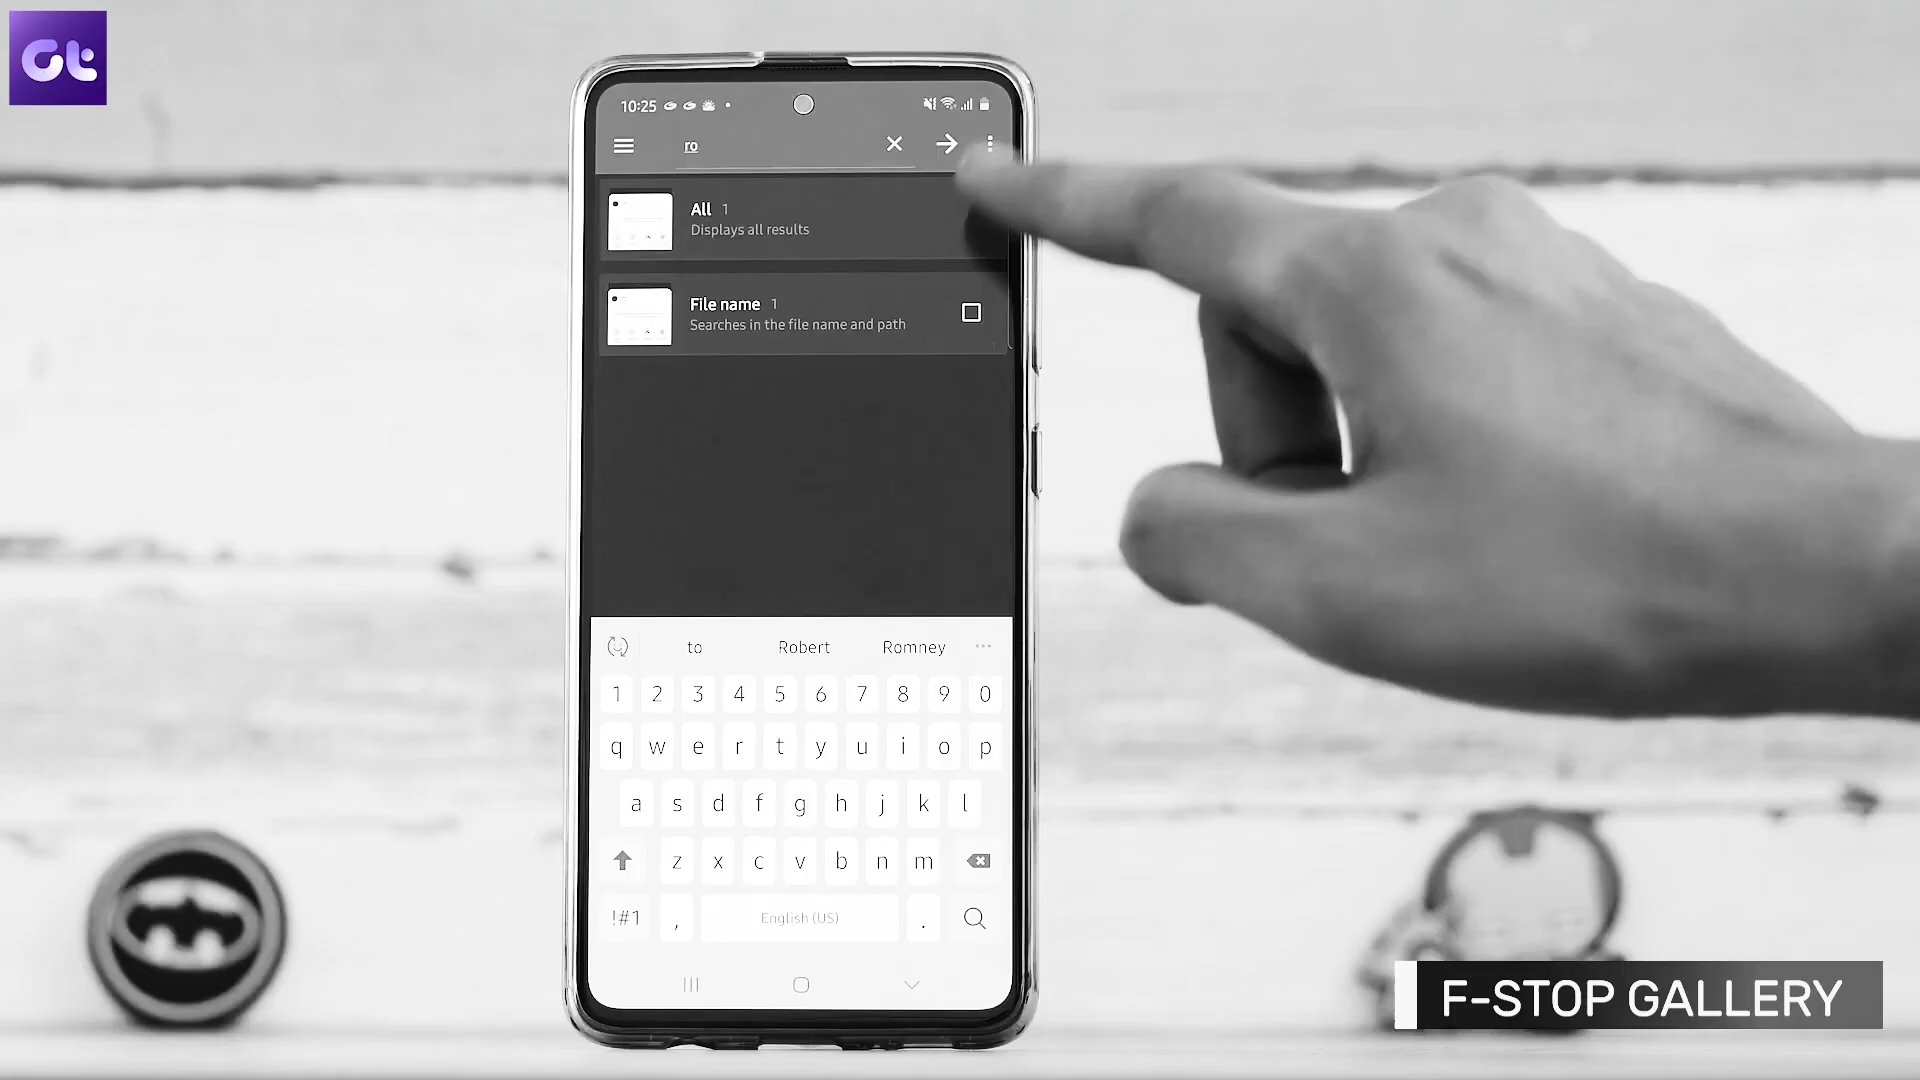 Gt
10:25
ro
All 1
Displays all results
File name 1
Searches in the file name and path
to Robert Romney
1 2 3 4 5 6 7 8 9 0
q w e r t y u i o p
a s d f g h j k l
z x c v b n m
!#1 , English (US) .
F-STOP GALLERY